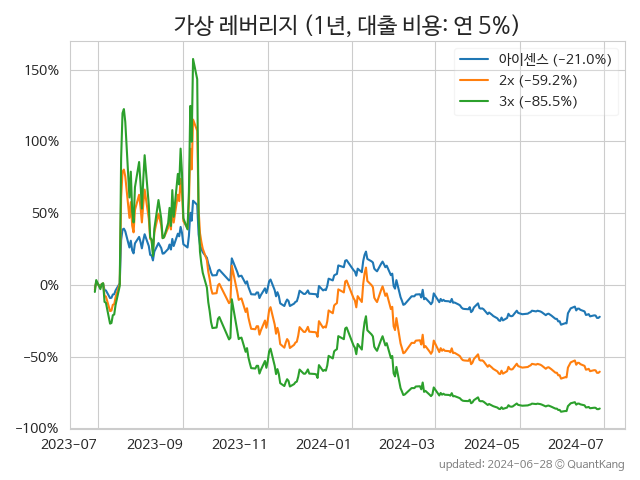 가상 레버리지 (1년, 대출 비용: 연 5%)
아이센스 (−21.0%)
2x (−59.2%)
3x (−85.5%)
150%
100%
50%
0%
−50%
−100%
2023-07 2023-09 2023-11 2024-01 2024-03 2024-05 2024-07
updated: 2024-06-28 © QuantKang